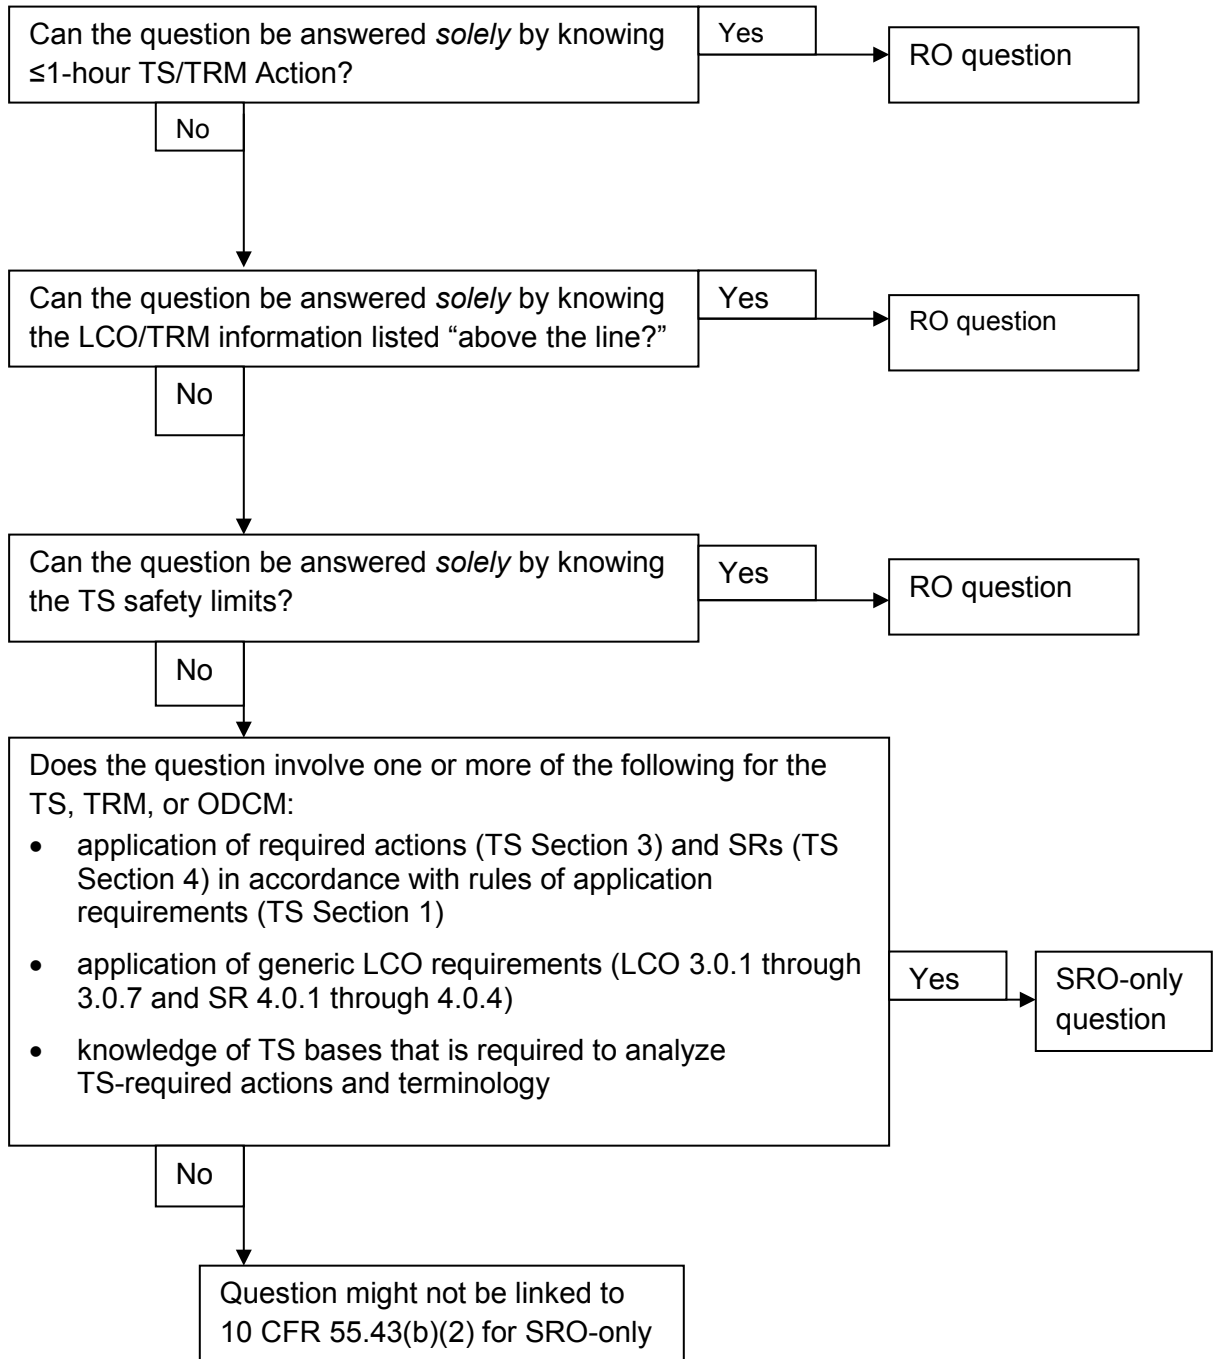 Can the question be answered solely by knowing
≤1-hour TS/TRM Action?
Yes
RO question
No
Can the question be answered solely by knowing
the LCO/TRM information listed “above the line?”
Yes
RO question
No
Can the question be answered solely by knowing
the TS safety limits?
Yes
RO question
No
Does the question involve one or more of the following for the
TS, TRM, or ODCM:
• application of required actions (TS Section 3) and SRs (TS
Section 4) in accordance with rules of application
requirements (TS Section 1)
• application of generic LCO requirements (LCO 3.0.1 through
3.0.7 and SR 4.0.1 through 4.0.4)
• knowledge of TS bases that is required to analyze
TS-required actions and terminology
Yes
SRO-only
question
No
Question might not be linked to
10 CFR 55.43(b)(2) for SRO-only